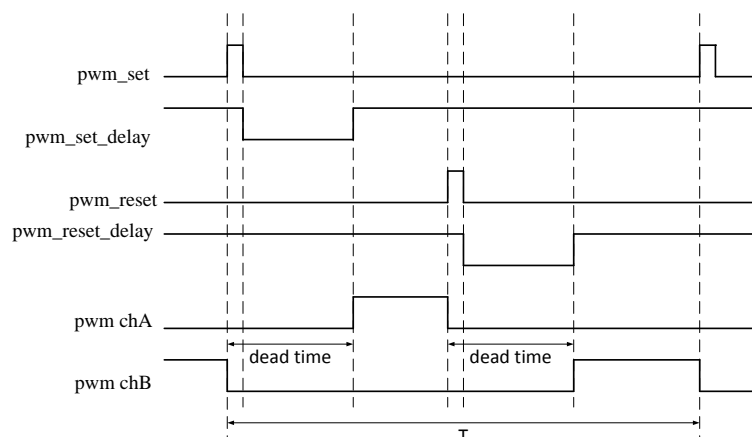 pwm_set
pwm_set_delay
pwm_reset
pwm_reset_delay
pwm chA
dead time dead time
pwm chB
T